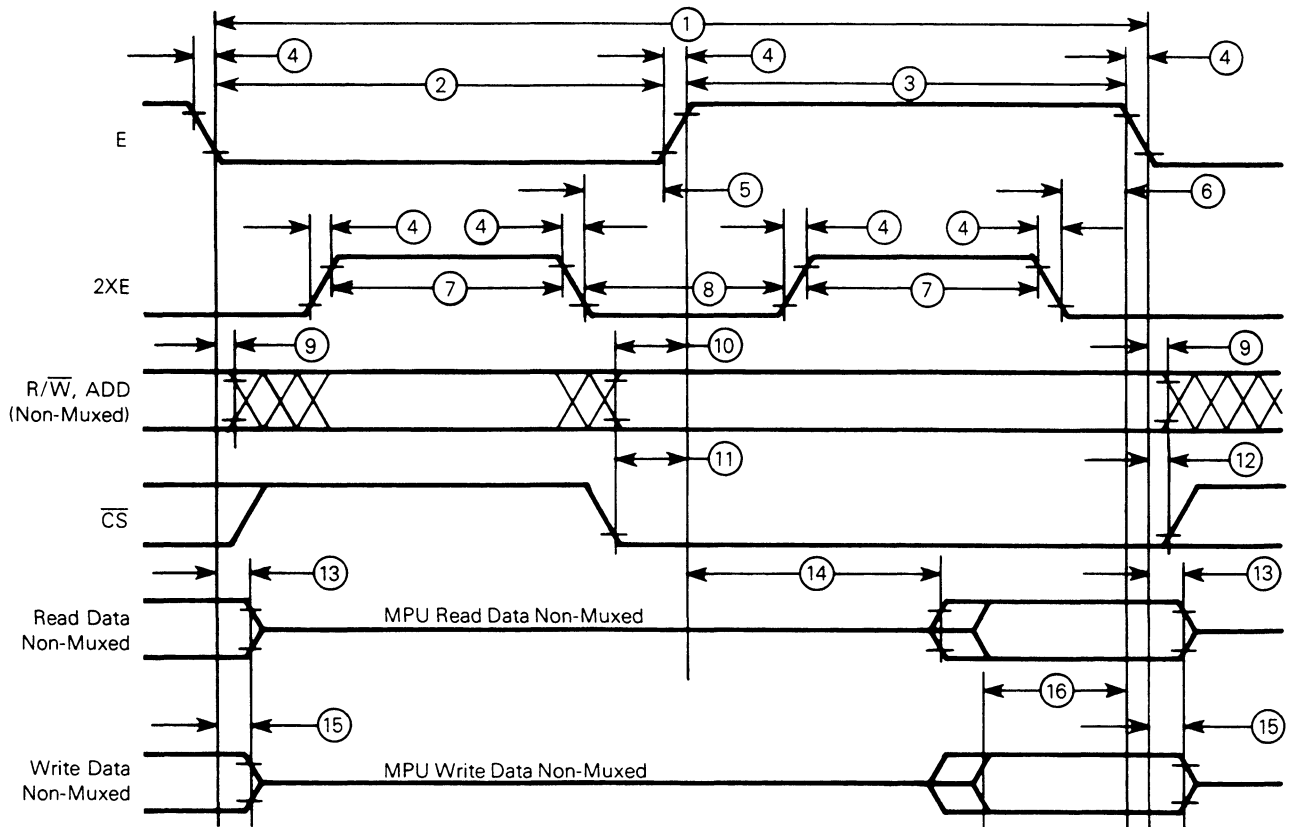 1
4
4
4
2
3
E
5
6
4
4
4
4
2XE
7
8
7
9
10
9
R/W̅, ADD
(Non-Muxed)
11
12
C̅S̅
13
14
13
Read Data
Non-Muxed
MPU Read Data Non-Muxed
16
15
15
Write Data
Non-Muxed
MPU Write Data Non-Muxed